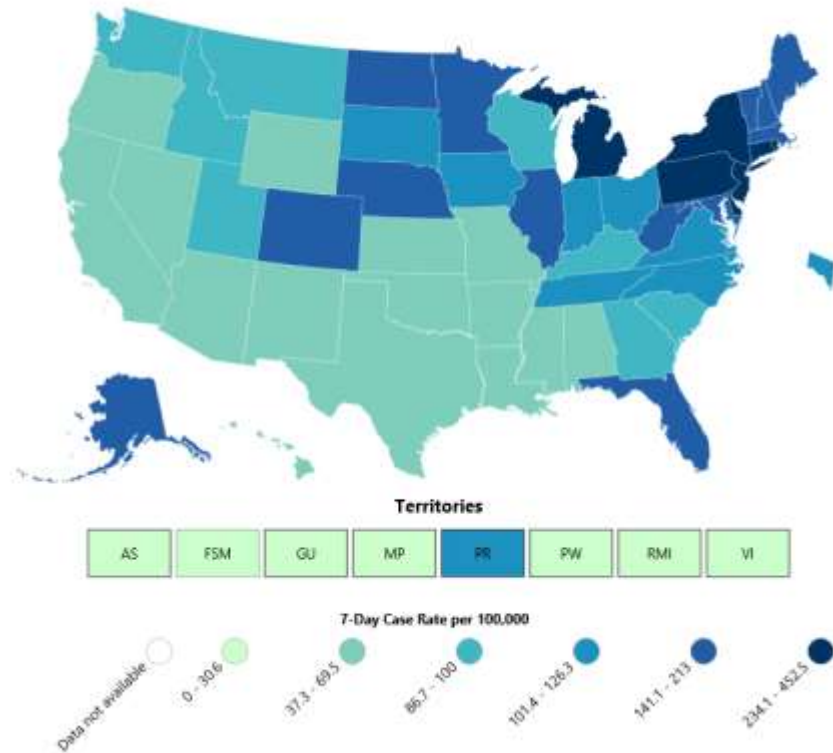 Territories
AS FSM GU MP PR PW RMI VI
7-Day Case Rate per 100,000
Data not available
0 - 30.6
37.3 - 69.5
86.7 - 100
101.4 - 126.3
141.1 - 213
234.1 - 452.5